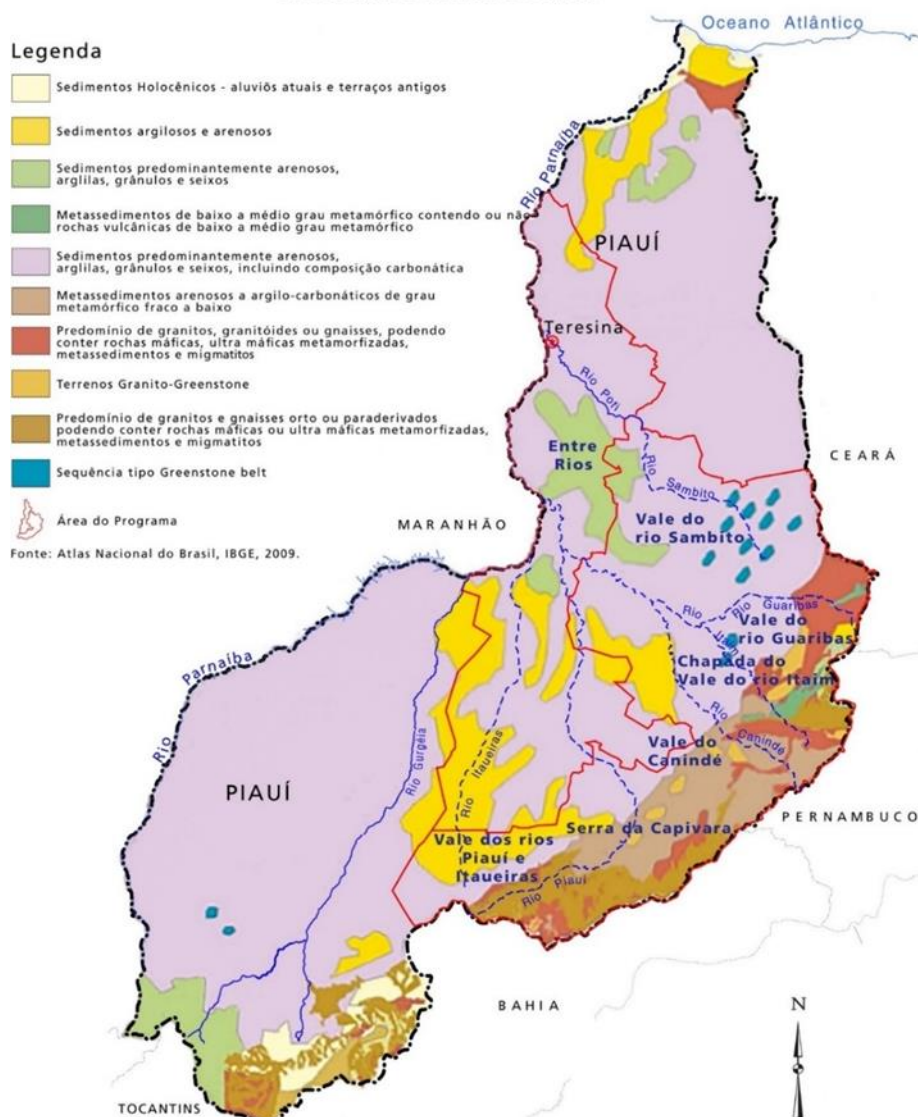 Oceano Atlântico
Legenda
Sedimentos Holocênicos - aluviõs atuais e terraços antigos
Sedimentos argilosos e arenosos
Sedimentos predominantemente arenosos,
arglilas, grânulos e seixos
Metassedimentos de baixo a médio grau metamórfico contendo ou não
rochas vulcânicas de baixo a médio grau metamórfico
Sedimentos predominantemente arenosos,
arglilas, grânulos e seixos, incluindo composição carbonática
Metassedimentos arenosos a argilo-carbonáticos de grau
metamórfico fraco a baixo
Predomínio de granitos, granitóides ou gnaisses, podendo
conter rochas máficas, ultra máficas metamorfizadas,
metassedimentos e migmatitos
Terrenos Granito-Greenstone
Predomínio de granitos e gnaisses orto ou paraderivados
podendo conter rochas máficas ou ultra máficas metamorfizadas,
metassedimentos e migmatitos
Sequência tipo Greenstone belt
Área do Programa
Fonte: Atlas Nacional do Brasil, IBGE, 2009.
Rio Parnaíba
PIAUÍ
Teresina
Rio Poti
Entre
Rios
CEARÁ
Rio Sambito
MARANHÃO
Vale do
rio Sambito
Rio Guaribas
Vale do
rio Guaribas
Rio Itaim
Chapada do
Vale do rio Itaim
Rio Parnaíba
Rio Canindé
Vale do
Canindé
Rio Gurgéia
Rio Itaueiras
PIAUÍ
PERNAMBUCO
Serra da Capivara
Vale dos rios
Piauí e
Itaueiras
Rio Piauí
BAHIA
N
TOCANTINS